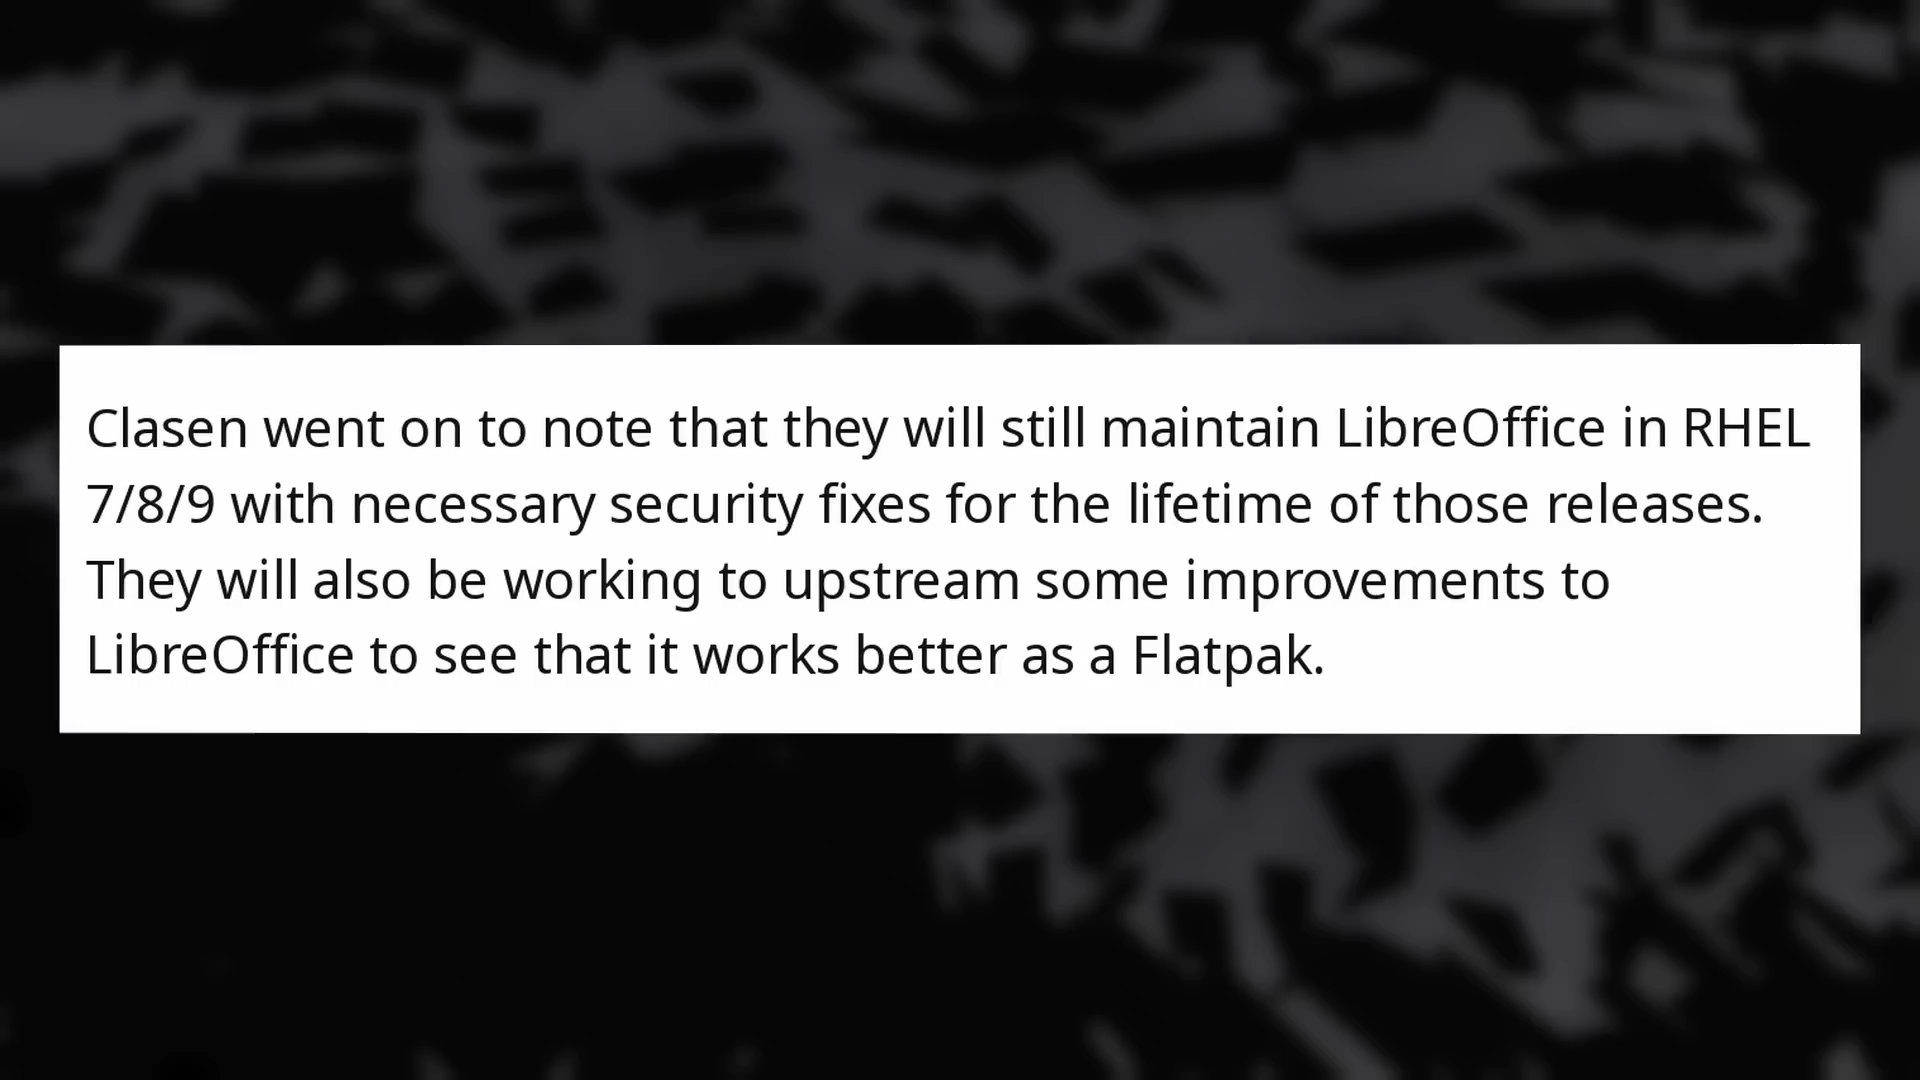 Clasen went on to note that they will still maintain LibreOffice in RHEL
7/8/9 with necessary security fixes for the lifetime of those releases.
They will also be working to upstream some improvements to
LibreOffice to see that it works better as a Flatpak.